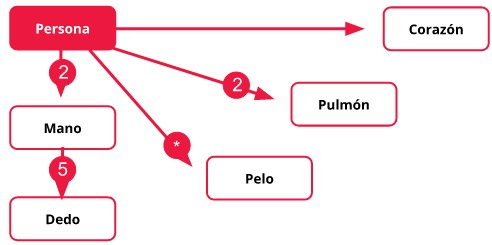 Persona
Corazón
2
2
Pulmón
Mano
*
5
Pelo
Dedo